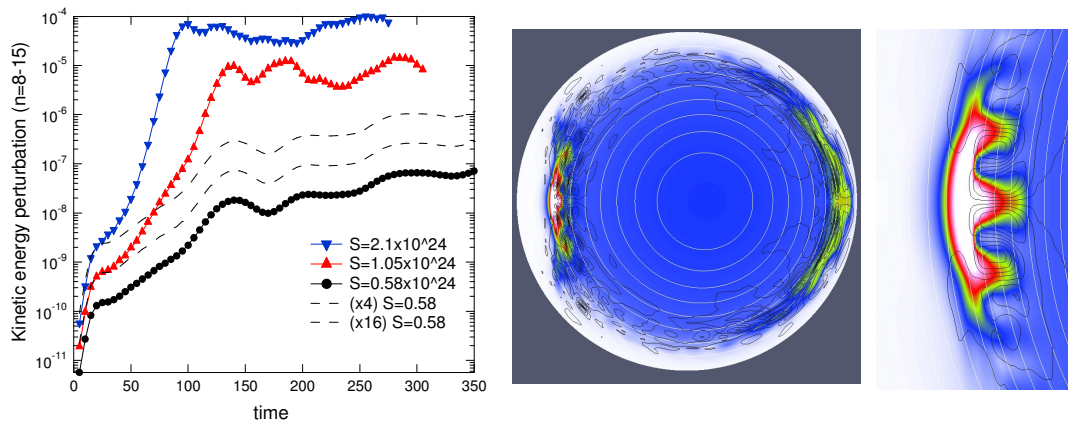 Kinetic energy perturbation (n=8-15)
10^-4
10^-5
10^-6
10^-7
10^-8
10^-9
10^-10
10^-11
S=2.1x10^24
S=1.05x10^24
S=0.58x10^24
(x4) S=0.58
(x16) S=0.58
0 50 100 150 200 250 300 350
time